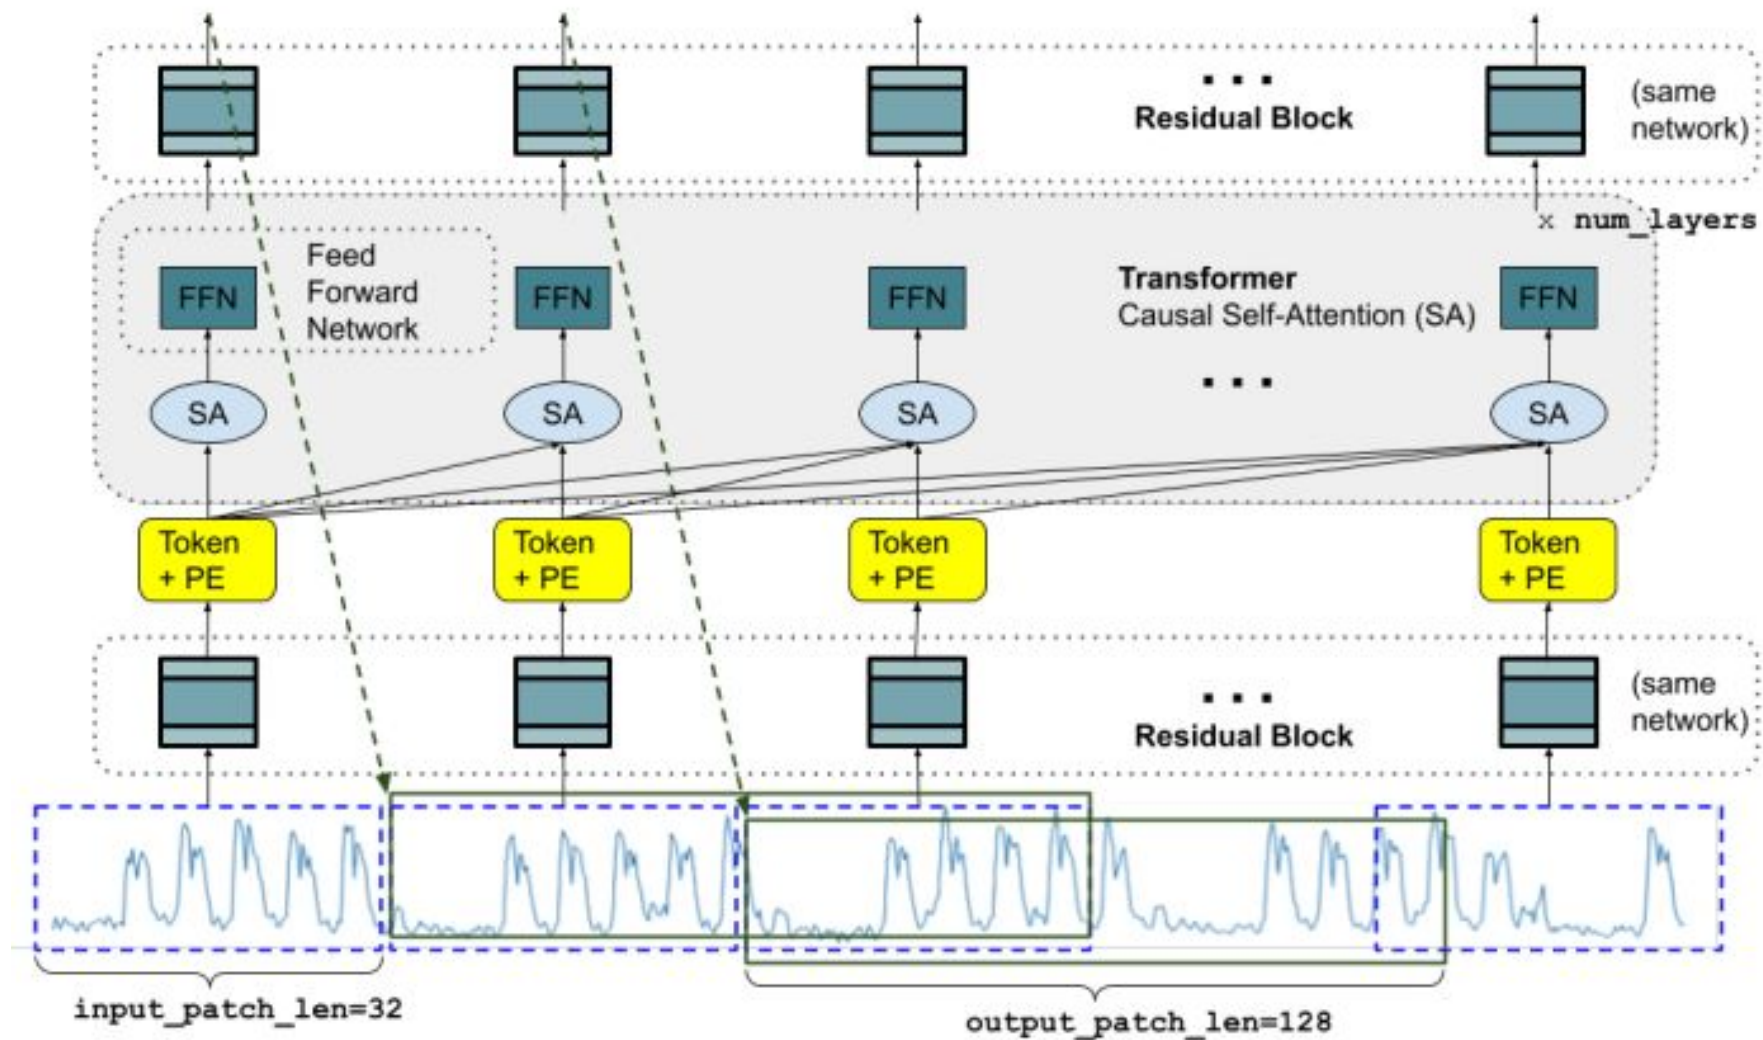 . . .
Residual Block
(same
network)
x num_layers
Feed
Forward
Network
FFN
FFN
FFN
FFN
Transformer
Causal Self-Attention (SA)
. . .
SA
SA
SA
SA
Token
+ PE
Token
+ PE
Token
+ PE
Token
+ PE
. . .
Residual Block
(same
network)
input_patch_len=32
output_patch_len=128